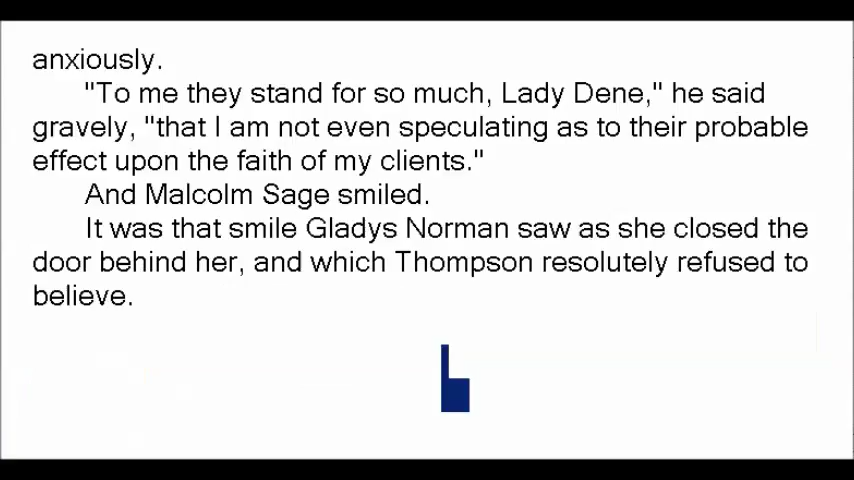 anxiously.
"To me they stand for so much, Lady Dene," he said
gravely, "that I am not even speculating as to their probable
effect upon the faith of my clients."
And Malcolm Sage smiled.
It was that smile Gladys Norman saw as she closed the
door behind her, and which Thompson resolutely refused to
believe.